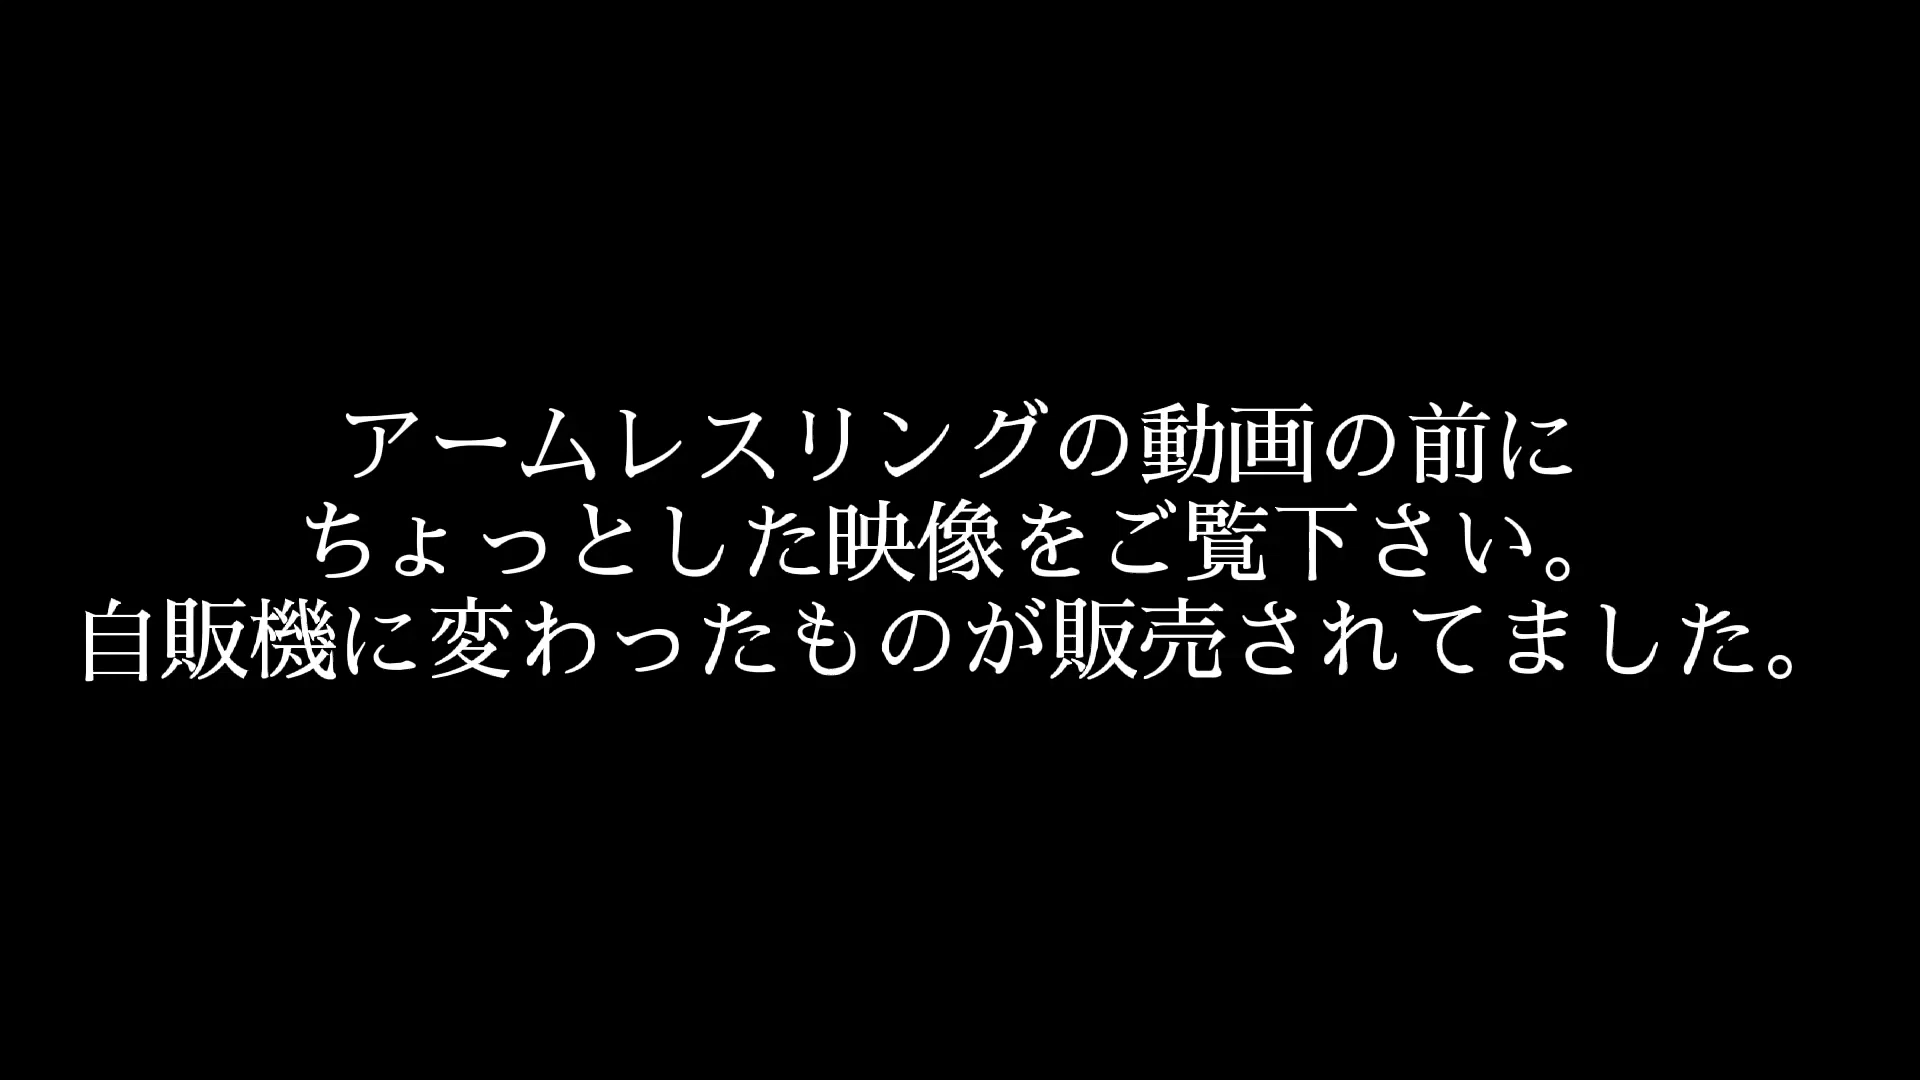 アームレスリングの動画の前に
ちょっとした映像をご覧下さい。
自販機に変わったものが販売されてました。